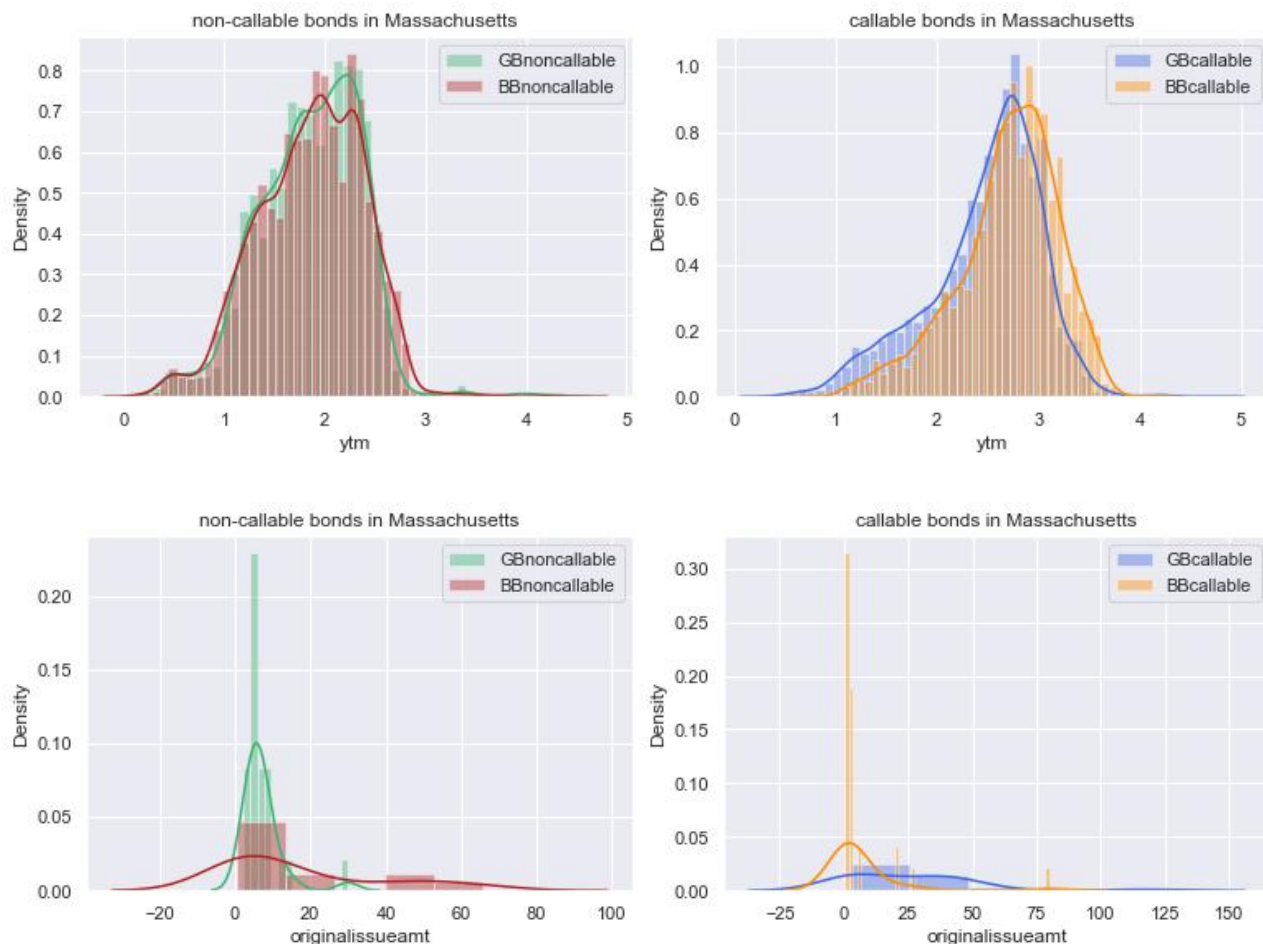 non-callable bonds in Massachusetts
GBnoncallable
BBnoncallable
0.8
0.7
0.6
0.5
0.4
0.3
0.2
0.1
0.0
Density
0 1 2 3 4 5
ytm
callable bonds in Massachusetts
GBcallable
BBcallable
1.0
0.8
0.6
0.4
0.2
0.0
Density
0 1 2 3 4 5
ytm
non-callable bonds in Massachusetts
GBnoncallable
BBnoncallable
0.20
0.15
0.10
0.05
0.00
Density
−20 0 20 40 60 80 100
originalissueamt
callable bonds in Massachusetts
GBcallable
BBcallable
0.30
0.25
0.20
0.15
0.10
0.05
0.00
Density
−25 0 25 50 75 100 125 150
originalissueamt